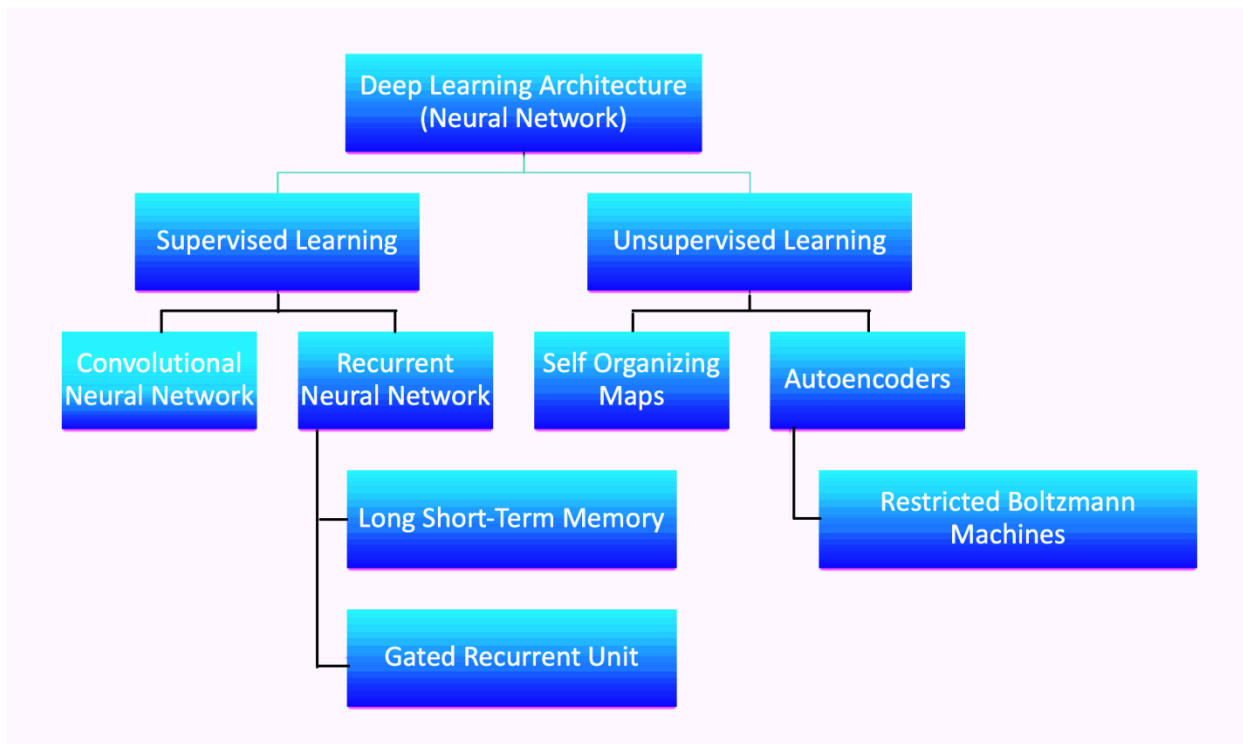 Deep Learning Architecture
(Neural Network)
Supervised Learning
Unsupervised Learning
Convolutional
Neural Network
Recurrent
Neural Network
Self Organizing
Maps
Autoencoders
Long Short-Term Memory
Restricted Boltzmann
Machines
Gated Recurrent Unit